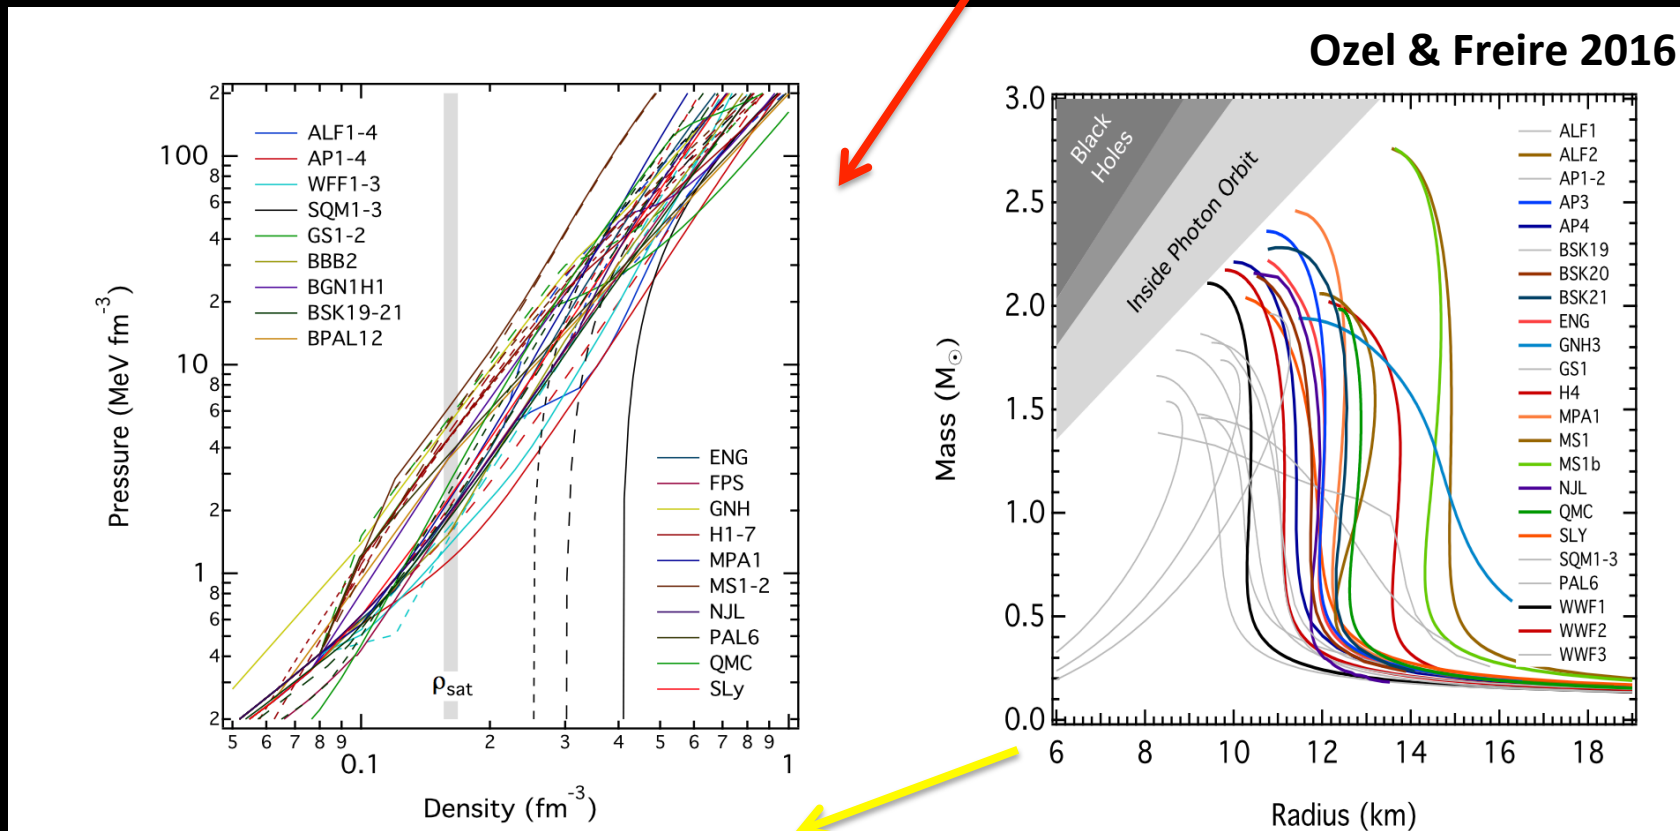 Ozel & Freire 2016
2
100
8
6
4
2
10
8
6
4
2
1
8
6
4
2
Pressure (MeV fm-3)
ALF1-4
AP1-4
WFF1-3
SQM1-3
GS1-2
BBB2
BGN1H1
BSK19-21
BPAL12
ENG
FPS
GNH
H1-7
MPA1
MS1-2
NJL
PAL6
QMC
SLy
ρsat
5 6 7 8 9 2 3 4 5 6 7 8 9
0.1 1
Density (fm-3)
3.0
2.5
2.0
1.5
1.0
0.5
0.0
Mass (M☉)
Black
Holes
Inside Photon Orbit
ALF1
ALF2
AP1-2
AP3
AP4
BSK19
BSK20
BSK21
ENG
GNH3
GS1
H4
MPA1
MS1
MS1b
NJL
QMC
SLY
SQM1-3
PAL6
WWF1
WWF2
WWF3
6 8 10 12 14 16 18
Radius (km)